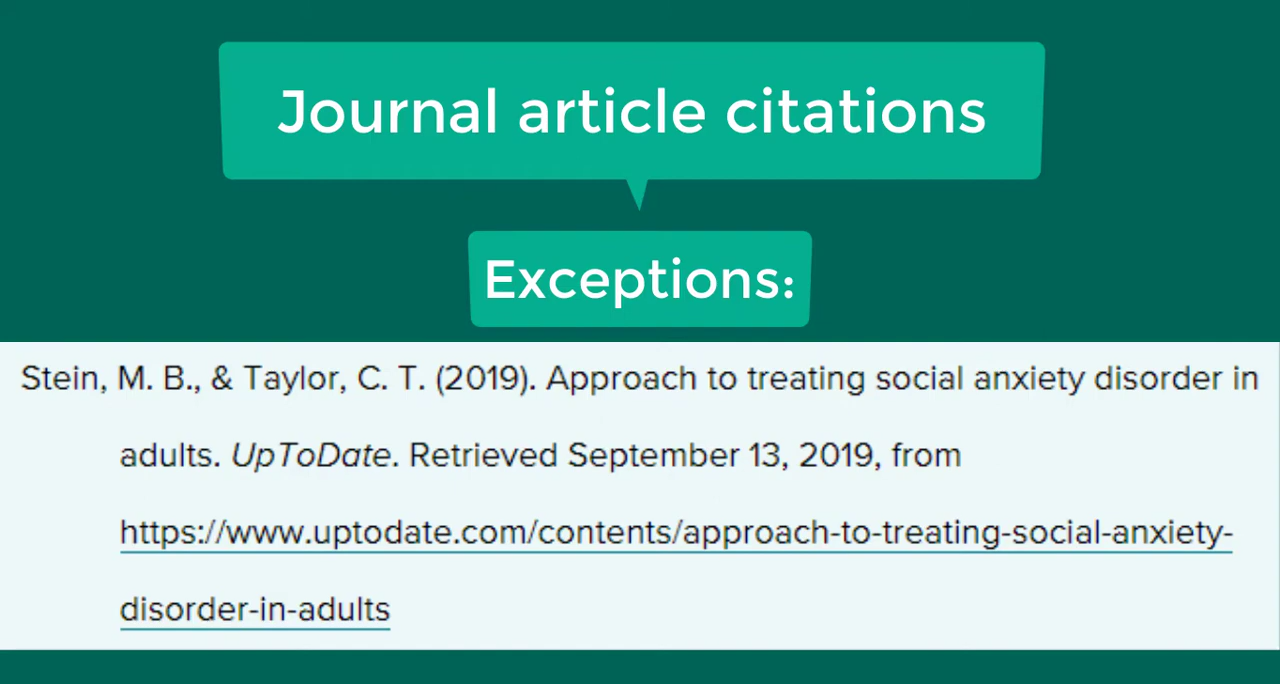 Journal article citations
Exceptions:
Stein, M. B., & Taylor, C. T. (2019). Approach to treating social anxiety disorder in
adults. UpToDate. Retrieved September 13, 2019, from
https://www.uptodate.com/contents/approach-to-treating-social-anxiety-
disorder-in-adults